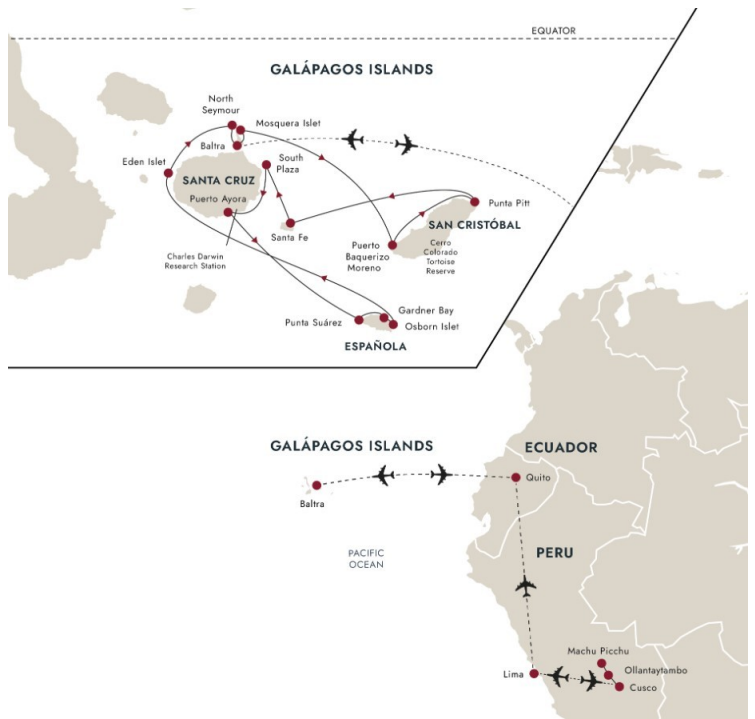 EQUATOR
GALÁPAGOS ISLANDS
North
Seymour
Mosquera Islet
Baltra
South
Plaza
Eden Islet
SANTA CRUZ
Puerto Ayora
Punta Pitt
Santa Fe
SAN CRISTÓBAL
Charles Darwin
Research Station
Puerto
Baquerizo
Moreno
Cerro
Colorado
Tortoise
Reserve
Gardner Bay
Punta Suárez
Osborn Islet
ESPAÑOLA
GALÁPAGOS ISLANDS
ECUADOR
Quito
Baltra
PACIFIC
OCEAN
PERU
Machu Picchu
Ollantaytambo
Lima
Cusco